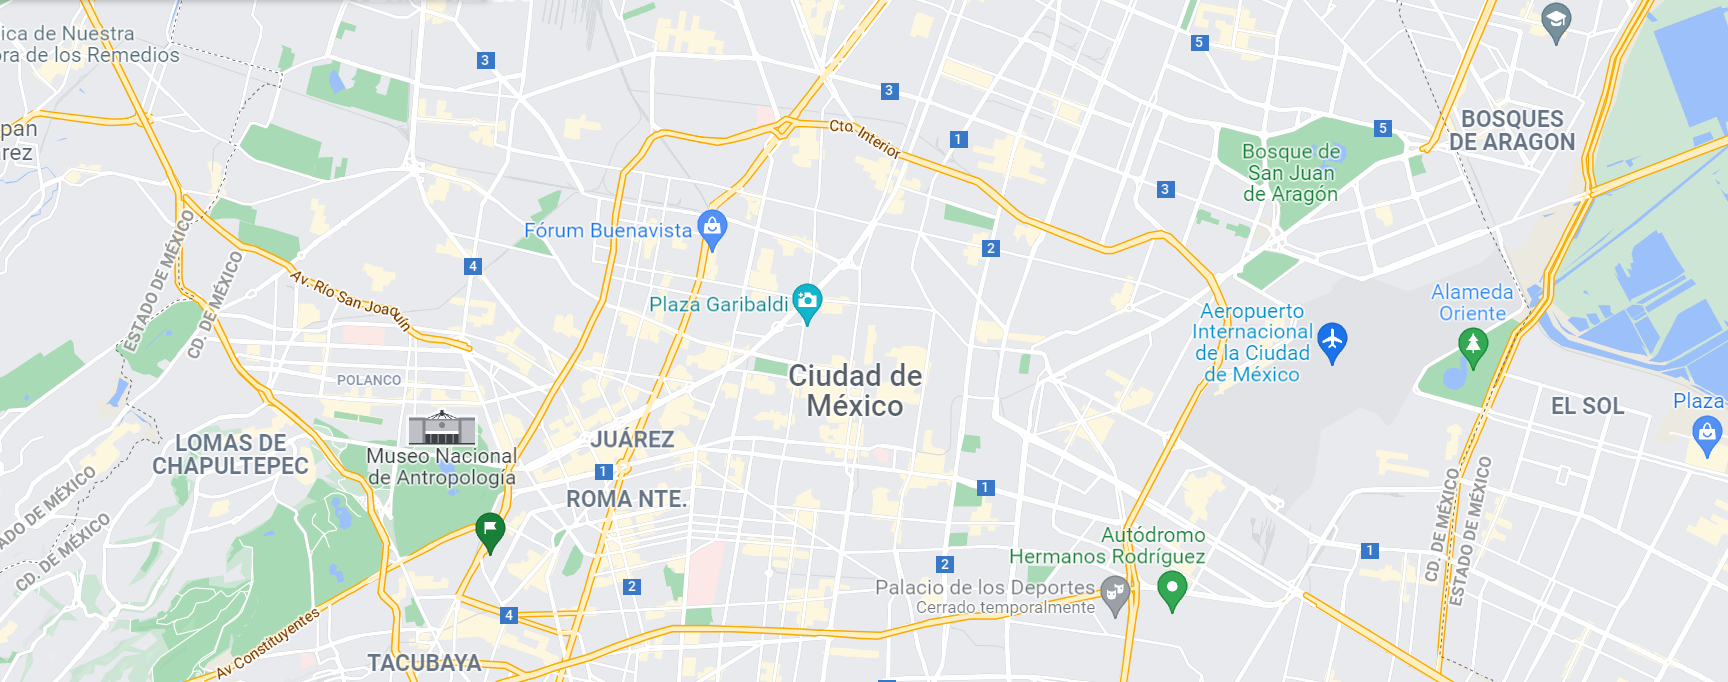 ica de Nuestra
ora de los Remedios
pan
rez
3
5
3
1
Cto. Interior
5
BOSQUES
DE ARAGON
Bosque de
San Juan
de Aragón
3
Fórum Buenavista
2
4
ESTADO DE MÉXICO
CD. DE MÉXICO
Av. Río San Joaquín
Plaza Garibaldi
Aeropuerto
Internacional
de la Ciudad
de México
Alameda
Oriente
POLANCO
Ciudad de
México
EL SOL
Plaza
LOMAS DE
CHAPULTEPEC
Museo Nacional
de Antropología
JUÁREZ
1
ROMA NTE.
1
ADO DE MÉXICO
CD. DE MÉXICO
CD. DE MÉXICO
ESTADO DE MÉXICO
Autódromo
Hermanos Rodríguez
1
2
2
Palacio de los Deportes
Cerrado temporalmente
4
Av Constituyentes
TACUBAYA